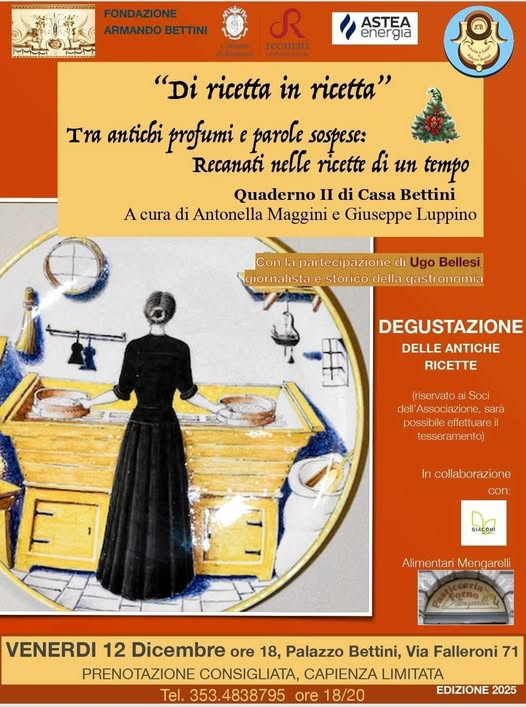 FONDAZIONE
ARMANDO BETTINI
recanati
ASTEA
energia
"Di ricetta in ricetta"
Tra antichi profumi e parole sospese:
Recanati nelle ricette di un tempo
Quaderno II di Casa Bettini
A cura di Antonella Maggini e Giuseppe Luppino
Con la partecipazione di Ugo Bellesi,
giornalista e storico della gastronomia
DEGUSTAZIONE
DELLE ANTICHE
RICETTE
(riservato ai Soci
dell'Associazione, sarà
possibile effettuare il
tesseramento)
In collaborazione
con:
GIACONI
Alimentari Mengarelli
Pasticceria
Forno
Mengarelli
VENERDI 12 Dicembre ore 18, Palazzo Bettini, Via Falleroni 71
PRENOTAZIONE CONSIGLIATA, CAPIENZA LIMITATA
Tel. 353.4838795 ore 18/20
EDIZIONE 2025